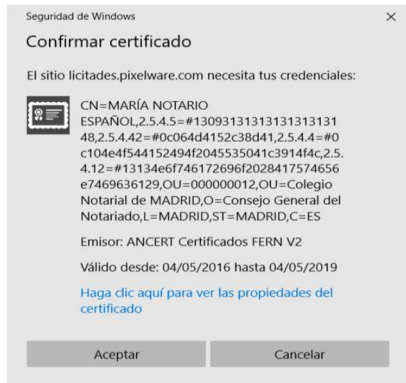 Seguridad de Windows
Confirmar certificado
El sitio licitades.pixelware.com necesita tus credenciales:
CN=MARÍA NOTARIO
ESPAÑOL,2.5.4.5=#13093131313131313131
48,2.5.4.42=#0c064d4152c38d41,2.5.4.4=#0
c104e4f544152494f2045535041c3914f4c,2.5.
4.12=#13134e6f746172696f2028417574656
e7469636129,OU=000000012,OU=Colegio
Notarial de MADRID,O=Consejo General del
Notariado,L=MADRID,ST=MADRID,C=ES
Emisor: ANCERT Certificados FERN V2
Válido desde: 04/05/2016 hasta 04/05/2019
Haga clic aquí para ver las propiedades del
certificado
Aceptar
Cancelar